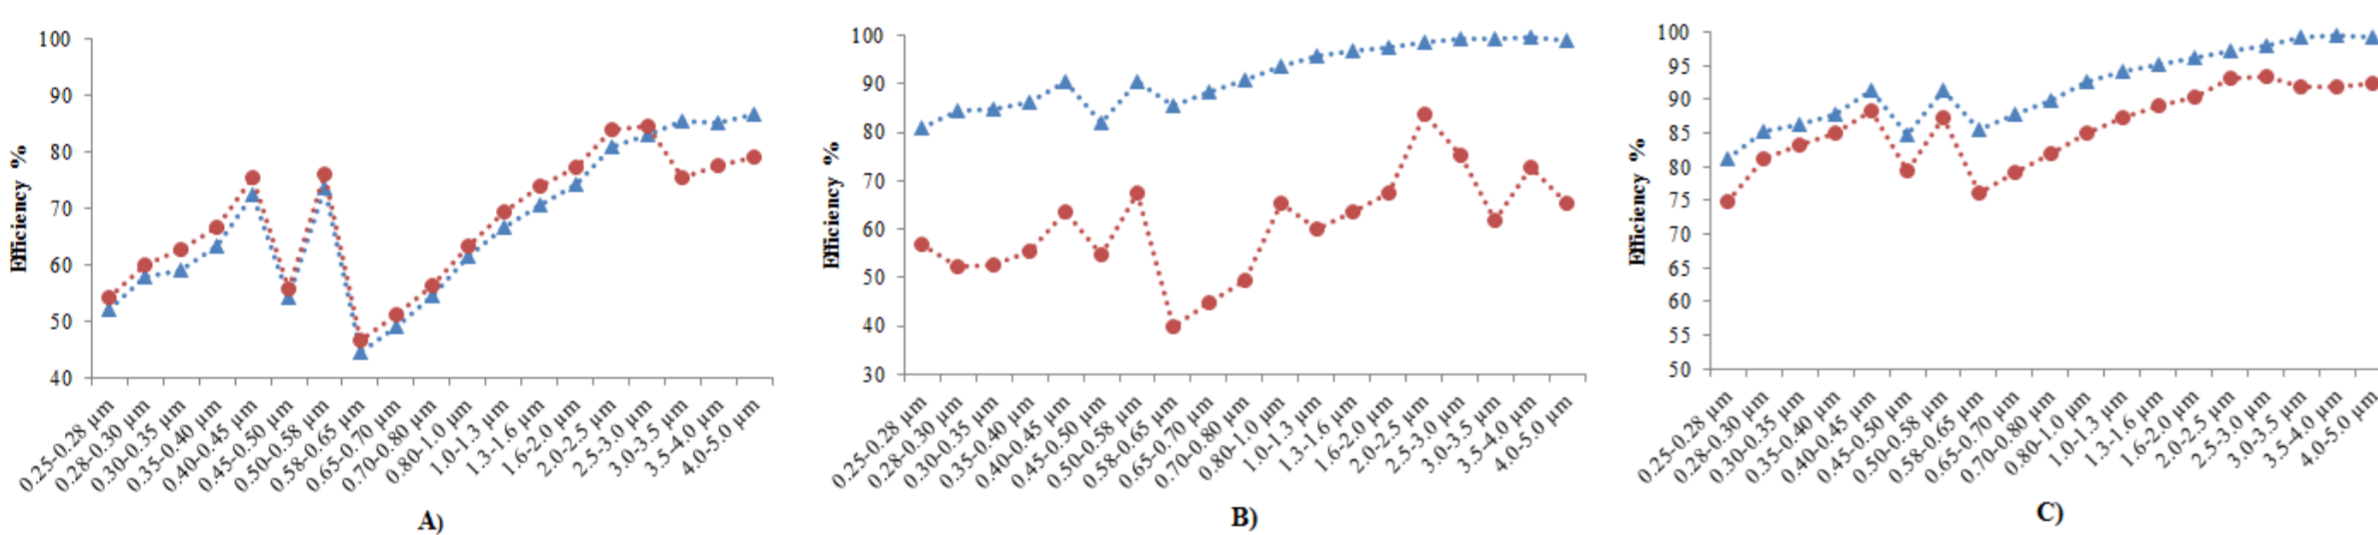 Efficiency %
100
90
80
70
60
50
40
0.25-0.28 µm
0.28-0.30 µm
0.30-0.35 µm
0.35-0.40 µm
0.40-0.45 µm
0.45-0.50 µm
0.50-0.58 µm
0.58-0.65 µm
0.65-0.70 µm
0.70-0.80 µm
0.80-1.0 µm
1.0-1.3 µm
1.3-1.6 µm
1.6-2.0 µm
2.0-2.5 µm
2.5-3.0 µm
3.0-3.5 µm
3.5-4.0 µm
4.0-5.0 µm
A)
Efficiency %
100
90
80
70
60
50
40
30
0.25-0.28 µm
0.28-0.30 µm
0.30-0.35 µm
0.35-0.40 µm
0.40-0.45 µm
0.45-0.50 µm
0.50-0.58 µm
0.58-0.65 µm
0.65-0.70 µm
0.70-0.80 µm
0.80-1.0 µm
1.0-1.3 µm
1.3-1.6 µm
1.6-2.0 µm
2.0-2.5 µm
2.5-3.0 µm
3.0-3.5 µm
3.5-4.0 µm
4.0-5.0 µm
B)
Efficiency %
100
95
90
85
80
75
70
65
60
55
50
0.25-0.28 µm
0.28-0.30 µm
0.30-0.35 µm
0.35-0.40 µm
0.40-0.45 µm
0.45-0.50 µm
0.50-0.58 µm
0.58-0.65 µm
0.65-0.70 µm
0.70-0.80 µm
0.80-1.0 µm
1.0-1.3 µm
1.3-1.6 µm
1.6-2.0 µm
2.0-2.5 µm
2.5-3.0 µm
3.0-3.5 µm
3.5-4.0 µm
4.0-5.0 µm
C)